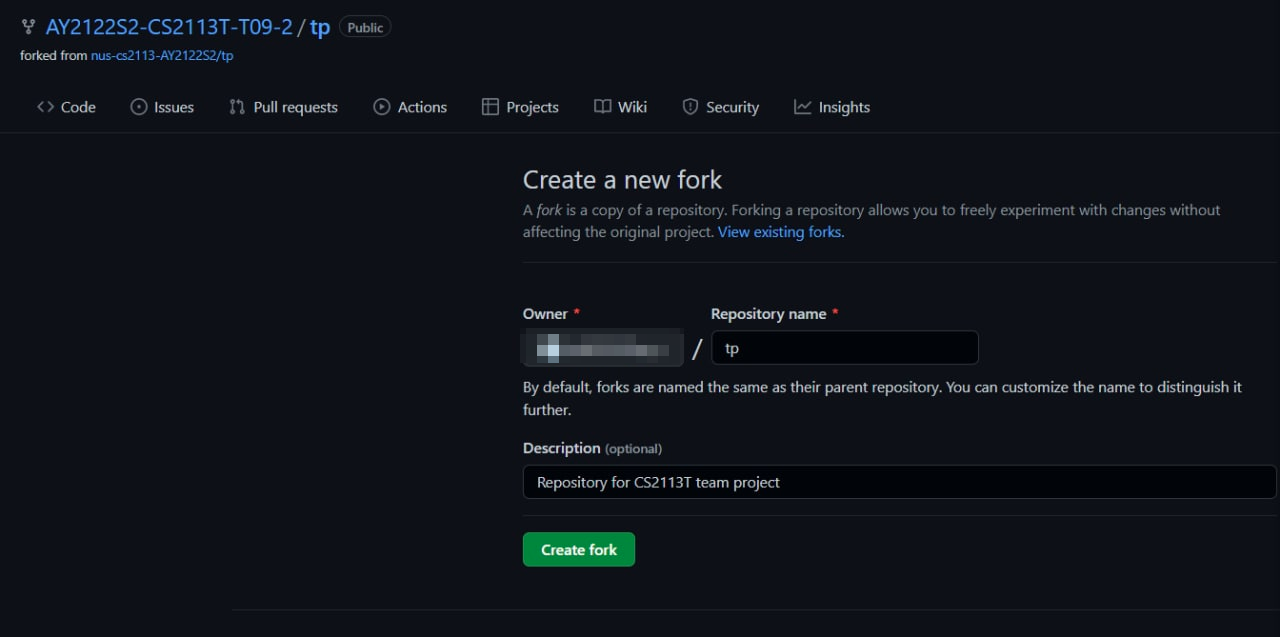 AY2122S2-CS2113T-T09-2 / tp Public
forked from nus-cs2113-AY2122S2/tp
Code Issues Pull requests Actions Projects Wiki Security Insights
Create a new fork
A fork is a copy of a repository. Forking a repository allows you to freely experiment with changes without
affecting the original project. View existing forks.
Owner * Repository name *
/ tp
By default, forks are named the same as their parent repository. You can customize the name to distinguish it
further.
Description (optional)
Repository for CS2113T team project
Create fork